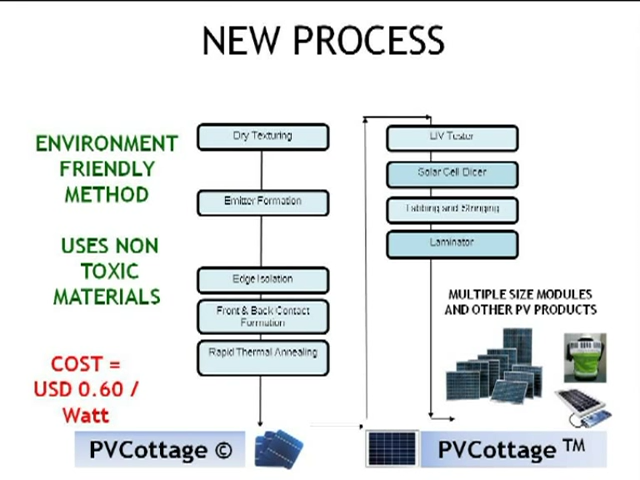 NEW PROCESS
ENVIRONMENT
FRIENDLY
METHOD
USES NON
TOXIC
MATERIALS
COST =
USD 0.60 /
Watt
Dry Texturing
Emitter Formation
Edge Isolation
Front & Back Contact
Formation
Rapid Thermal Annealing
PVCottage ©
LIV Tester
Solar Cell Dicer
Tabbing and Stringing
Laminator
MULTIPLE SIZE MODULES
AND OTHER PV PRODUCTS
PVCottage TM